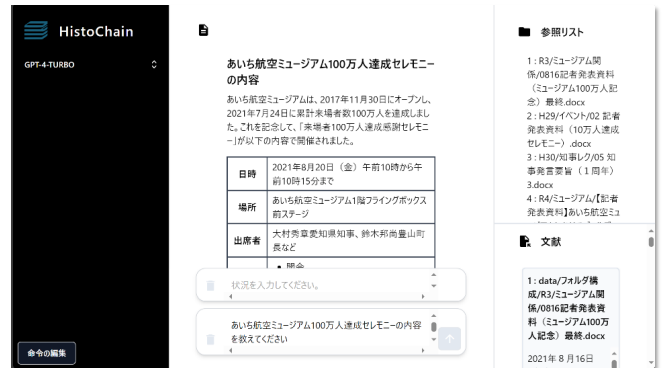 HistoChain
GPT-4-TURBO
命令の編集
あいち航空ミュージアム100万人達成セレモニー
の内容
あいち航空ミュージアムは、2017年11月30日にオープンし、
2021年7月24日に累計来場者数100万人を達成しまし
た。これを記念して、「来場者100万人達成感謝セレモニ
ー」が以下の内容で開催されました。
日時
2021年8月20日（金）午前10時から午
前10時15分まで
場所
あいち航空ミュージアム1階フライングボックス
前ステージ
出席者
大村秀章愛知県知事、鈴木邦尚豊山町
長など
• 開会
状況を入力してください。
あいち航空ミュージアム100万人達成セレモニーの内容
を教えてください
参照リスト
1 : R3/ミュージアム関
係/0816記者発表資料
（ミュージアム100万人記
念）最終.docx
2 : H29/イベント/02 記者
発表資料（10万人達成
セレモニー）.docx
3 : H30/知事レク/05 知
事発言要旨（１周年）
3.docx
4 : R4/ミュージアム/【記者
発表資料】あいち航空ミュ
文献
1 : data/フォルダ構
成/R3/ミュージアム関
係/0816記者発表資
料（ミュージアム100万
人記念）最終.docx
2021年 8 月16日